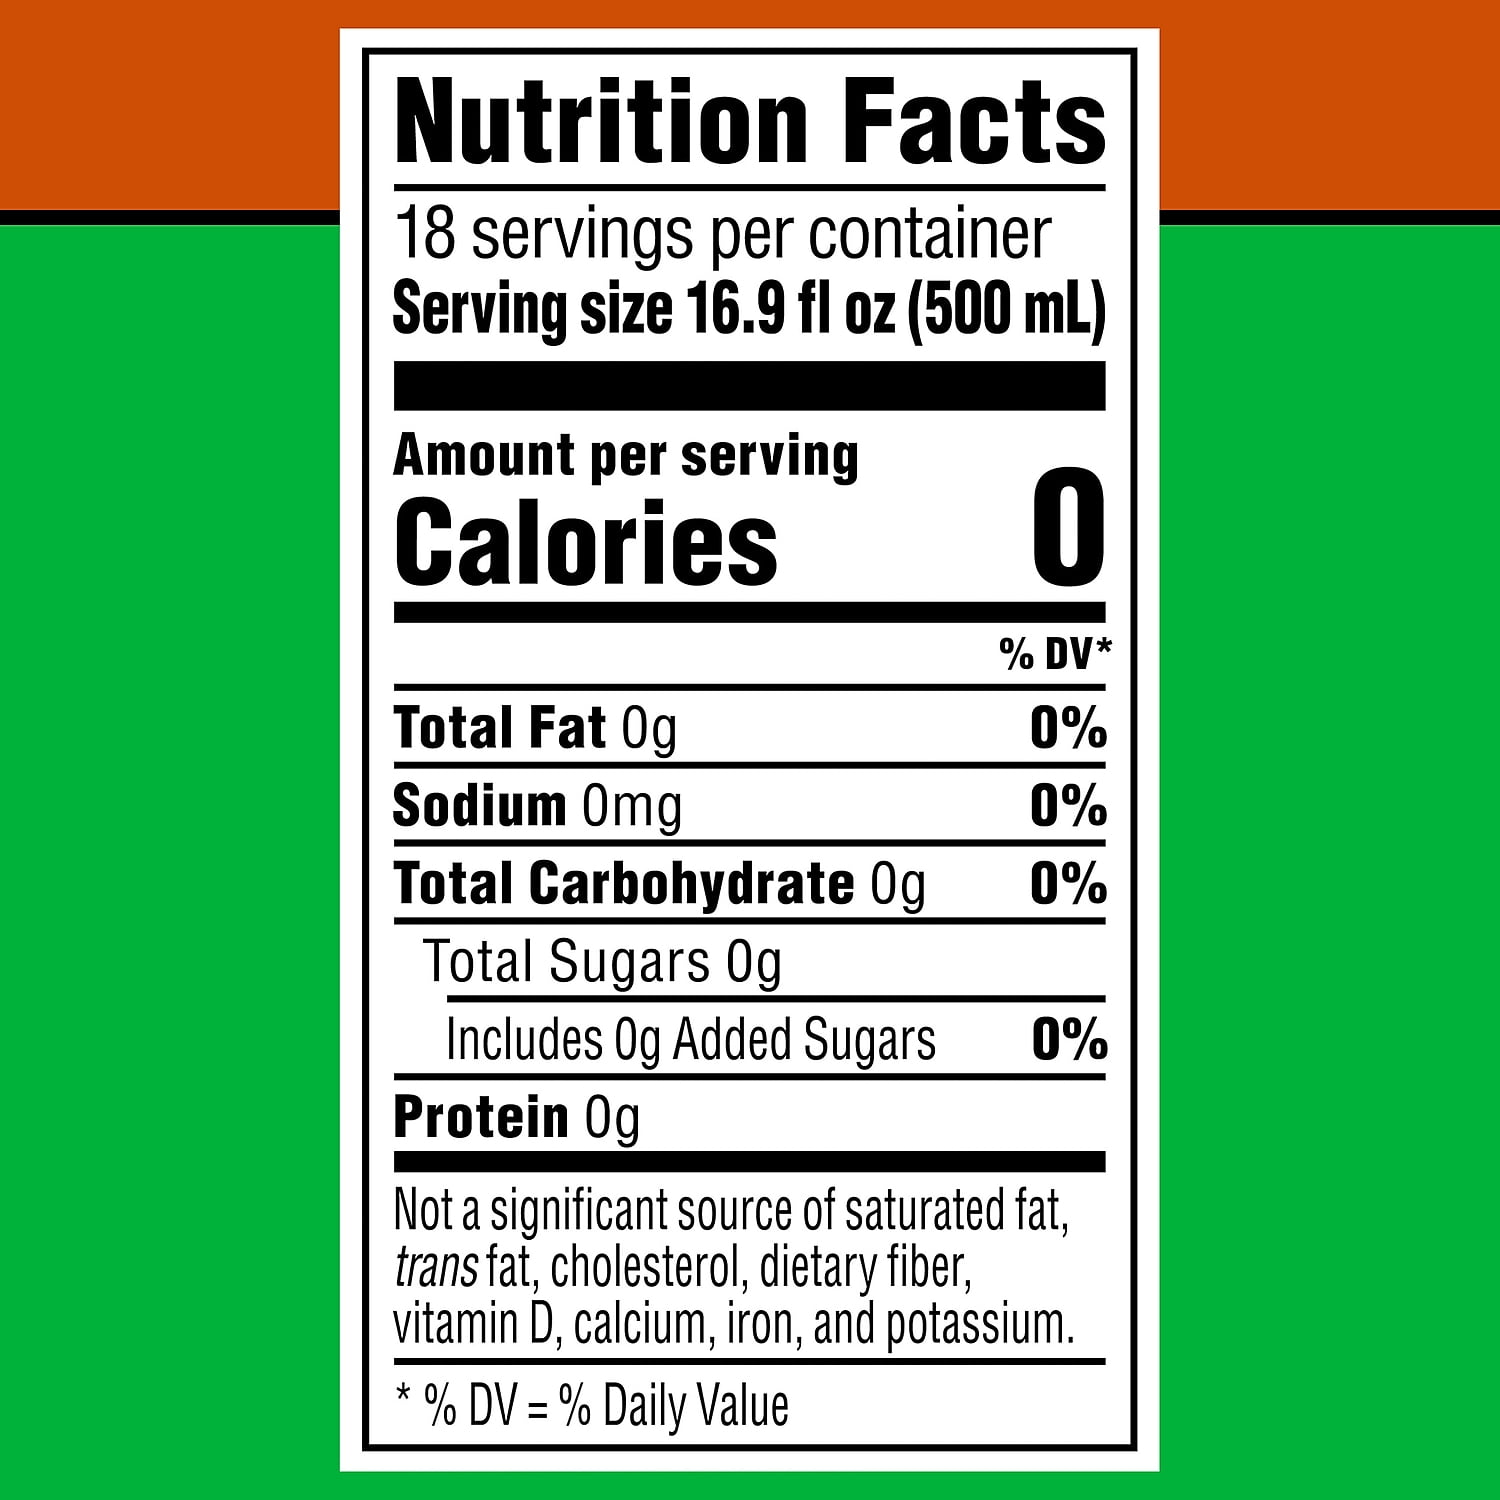 Nutrition Facts
18 servings per container
Serving size 16.9 fl oz (500 mL)
Amount per serving
Calories 0
% DV*
Total Fat 0g 0%
Sodium 0mg 0%
Total Carbohydrate 0g 0%
Total Sugars 0g
Includes 0g Added Sugars 0%
Protein 0g
Not a significant source of saturated fat,
trans fat, cholesterol, dietary fiber,
vitamin D, calcium, iron, and potassium.
* % DV = % Daily Value